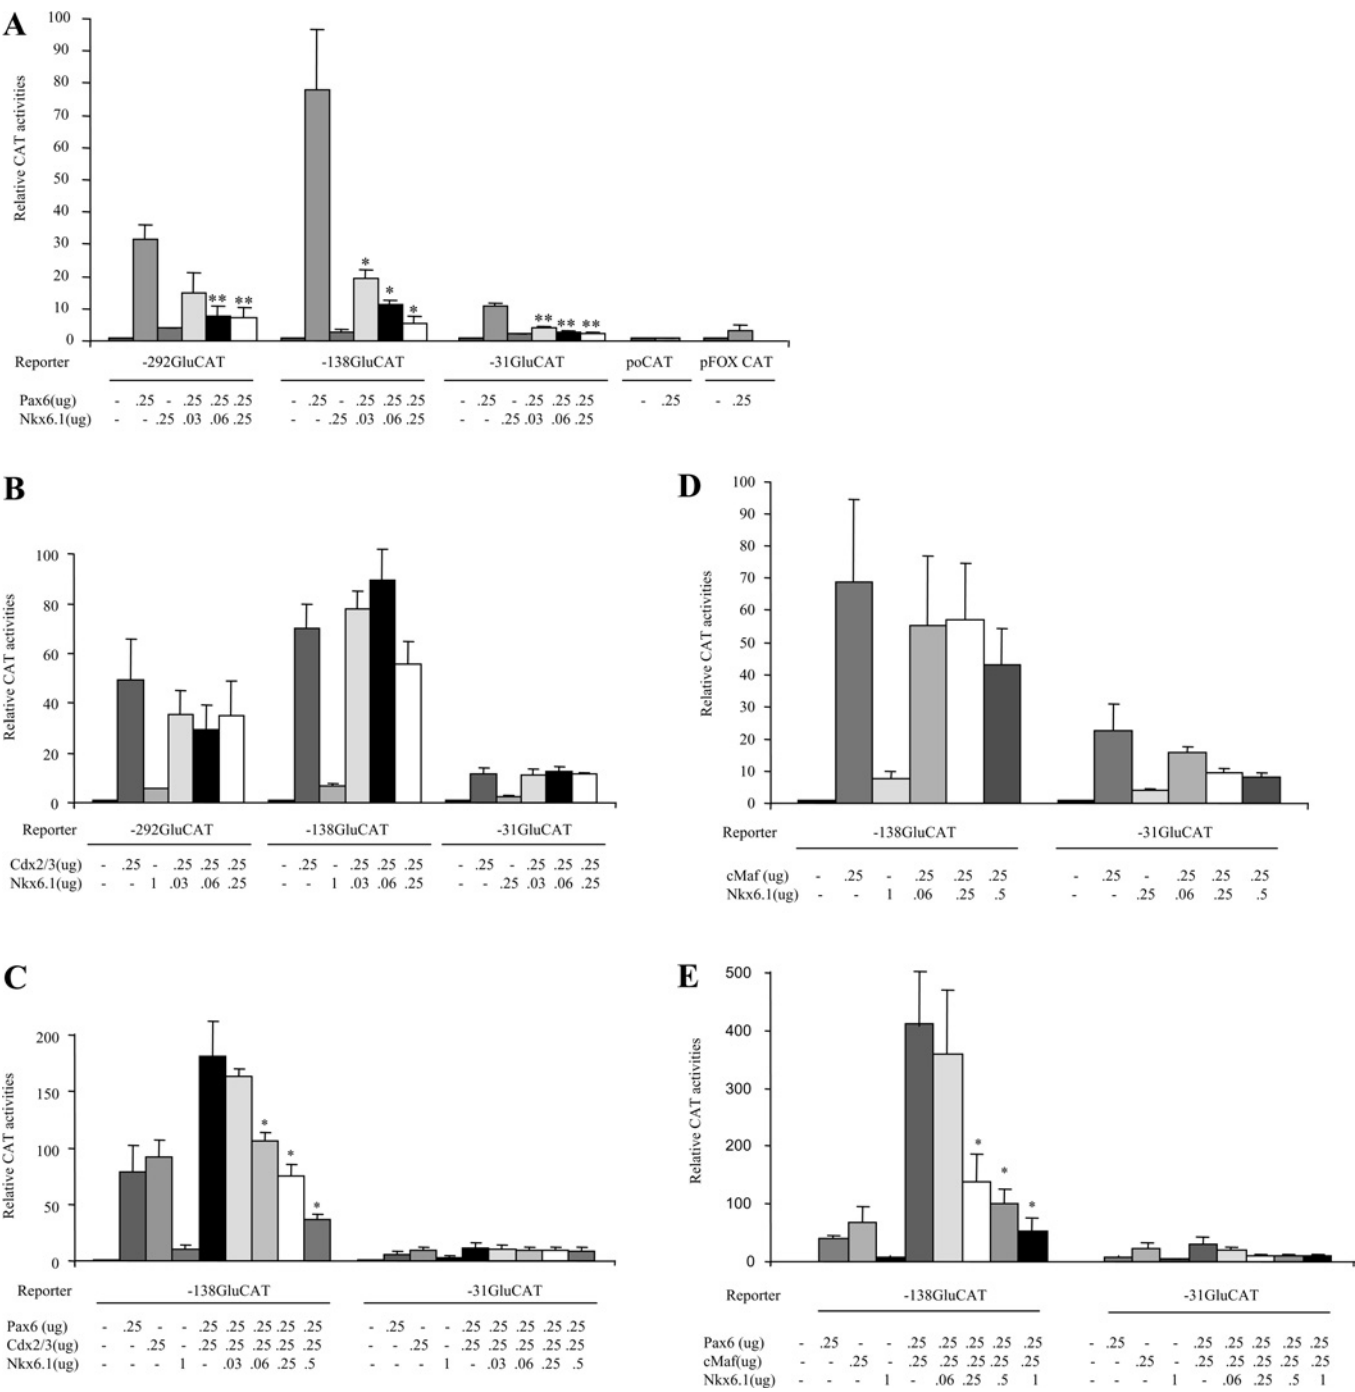 A
100
90
80
70
60
50
40
30
20
10
0
Relative CAT activities
** ** * * * ** ** **
Reporter -292GluCAT -138GluCAT -31GluCAT poCAT pFOX CAT
Pax6(ug) - .25 - .25 .25 .25 - .25 - .25 .25 .25 - .25 - .25 .25 .25 - .25 - .25
Nkx6.1(ug) - - .25 .03 .06 .25 - - .25 .03 .06 .25 - - .25 .03 .06 .25
B
100
80
60
40
20
0
Relative CAT activities
Reporter -292GluCAT -138GluCAT -31GluCAT
Cdx2/3(ug) - .25 - .25 .25 .25 - .25 - .25 .25 .25 - .25 - .25 .25 .25
Nkx6.1(ug) - - 1 .03 .06 .25 - - 1 .03 .06 .25 - - .25 .03 .06 .25
D
100
90
80
70
60
50
40
30
20
10
0
Relative CAT activities
Reporter -138GluCAT -31GluCAT
cMaf (ug) - .25 - .25 .25 .25 - .25 - .25 .25 .25
Nkx6.1(ug) - - 1 .06 .25 .5 - - .25 .06 .25 .5
C
200
150
100
50
0
Relative CAT activities
* * *
Reporter -138GluCAT -31GluCAT
Pax6 (ug) - .25 - - .25 .25 .25 .25 .25 - .25 - - .25 .25 .25 .25 .25
Cdx2/3(ug) - - .25 - .25 .25 .25 .25 .25 - - .25 - .25 .25 .25 .25 .25
Nkx6.1(ug) - - - 1 - .03 .06 .25 .5 - - - 1 - .03 .06 .25 .5
E
500
400
300
200
100
0
Relative CAT activities
* * *
Reporter -138GluCAT -31GluCAT
Pax6 (ug) - .25 - - .25 .25 .25 .25 .25 - .25 - - .25 .25 .25 .25 .25
cMaf(ug) - - .25 - .25 .25 .25 .25 .25 - - .25 - .25 .25 .25 .25 .25
Nkx6.1(ug) - - - 1 - .06 .25 .5 1 - - - 1 - .06 .25 .5 1